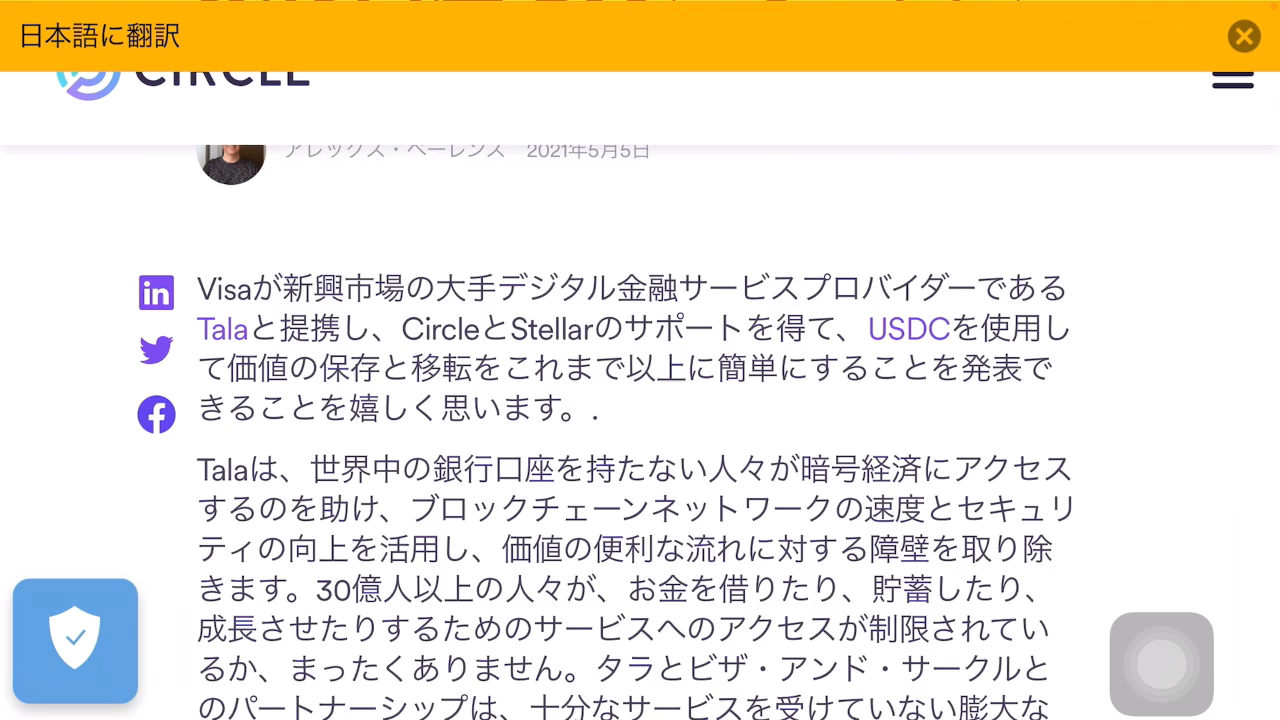 日本語に翻訳
CIRCLE
アレックス・ベーレンス 2021年5月5日
Visaが新興市場の大手デジタル金融サービスプロバイダーである
Talaと提携し、CircleとStellarのサポートを得て、USDCを使用し
て価値の保存と移転をこれまで以上に簡単にすることを発表で
きることを嬉しく思います。.
Talaは、世界中の銀行口座を持たない人々が暗号経済にアクセス
するのを助け、ブロックチェーンネットワークの速度とセキュリ
ティの向上を活用し、価値の便利な流れに対する障壁を取り除
きます。30億人以上の人々が、お金を借りたり、貯蓄したり、
成長させたりするためのサービスへのアクセスが制限されてい
るか、まったくありません。タラとビザ・アンド・サークルと
のパートナーシップは、十分なサービスを受けていない膨大な